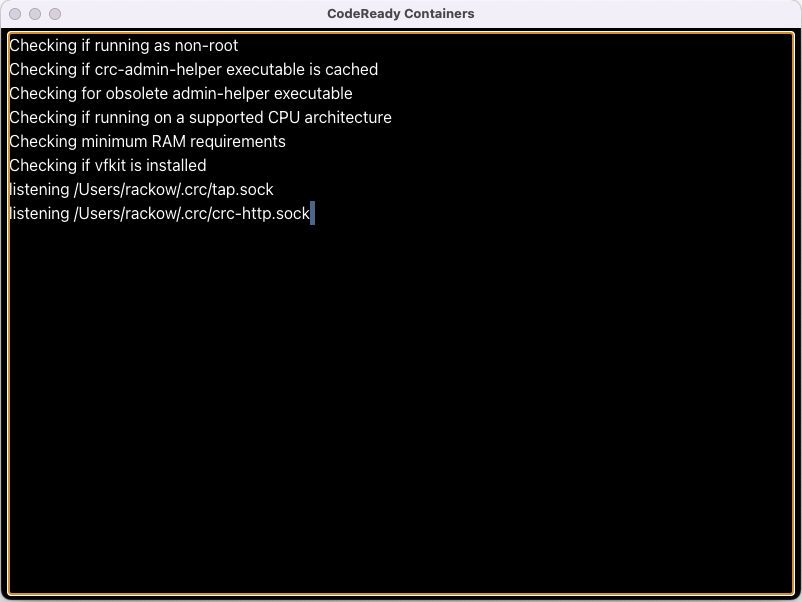 CodeReady Containers
Checking if running as non-root
Checking if crc-admin-helper executable is cached
Checking for obsolete admin-helper executable
Checking if running on a supported CPU architecture
Checking minimum RAM requirements
Checking if vfkit is installed
listening /Users/rackow/.crc/tap.sock
listening /Users/rackow/.crc/crc-http.sock